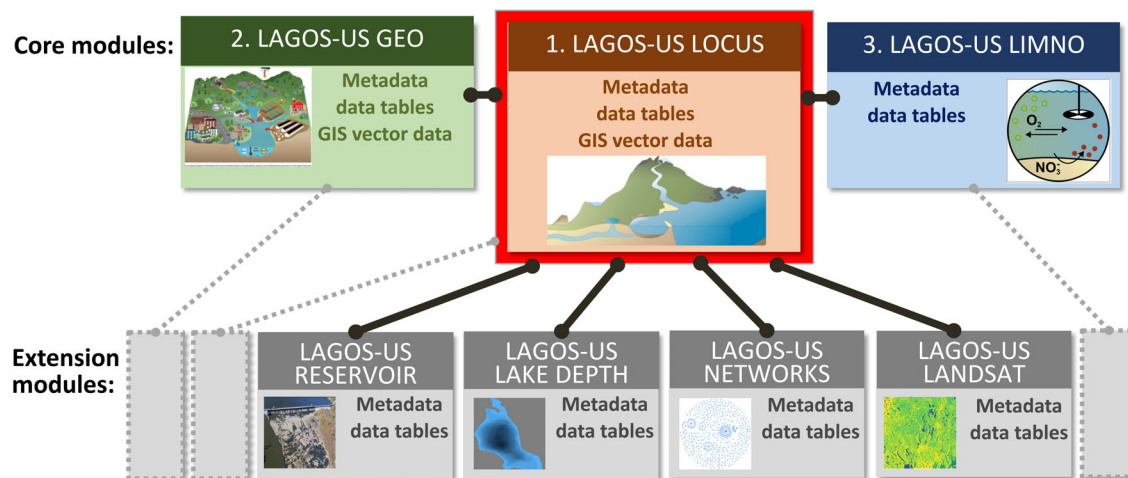 Core modules:
2. LAGOS-US GEO
Metadata
data tables
GIS vector data
1. LAGOS-US LOCUS
Metadata
data tables
GIS vector data
3. LAGOS-US LIMNO
Metadata
data tables
O₂
NO₃⁻
Extension
modules:
LAGOS-US
RESERVOIR
Metadata
data tables
LAGOS-US
LAKE DEPTH
Metadata
data tables
LAGOS-US
NETWORKS
Metadata
data tables
LAGOS-US
LANDSAT
Metadata
data tables